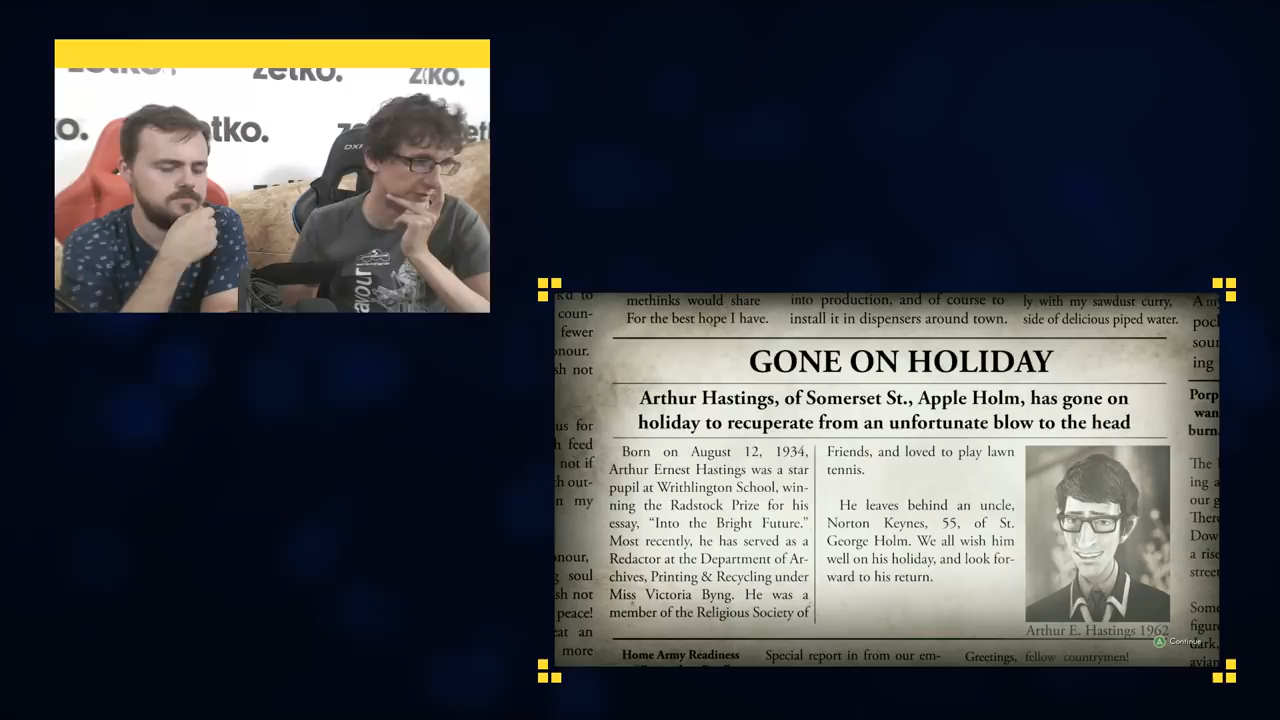 zetko.
zetko.
tko.
DXR
methinks would share
For the best hope I have.
into production, and of course to
install it in dispensers around town.
ly with my sawdust curry,
side of delicious piped water.
GONE ON HOLIDAY
Arthur Hastings, of Somerset St., Apple Holm, has gone on
holiday to recuperate from an unfortunate blow to the head
Born on August 12, 1934,
Arthur Ernest Hastings was a star
pupil at Writhlington School, win-
ning the Radstock Prize for his
essay, “Into the Bright Future.”
Most recently, he has served as a
Redactor at the Department of Ar-
chives, Printing & Recycling under
Miss Victoria Byng. He was a
member of the Religious Society of
Friends, and loved to play lawn
tennis.
He leaves behind an uncle,
Norton Keynes, 55, of St.
George Holm. We all wish him
well on his holiday, and look for-
ward to his return.
Arthur E. Hastings 1962
A Continue
Home Army Readiness
Special report in from our em-
Greetings, fellow countrymen!